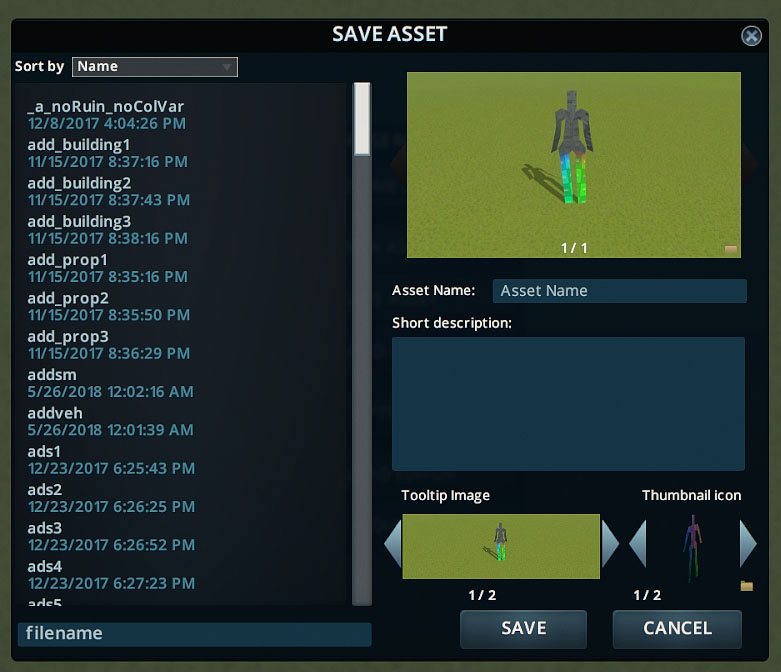 SAVE ASSET
Sort by Name
_a_noRuin_noColVar
12/8/2017 4:04:26 PM
add_building1
11/15/2017 8:37:16 PM
add_building2
11/15/2017 8:37:43 PM
add_building3
11/15/2017 8:38:16 PM
add_prop1
11/15/2017 8:35:16 PM
add_prop2
11/15/2017 8:35:50 PM
add_prop3
11/15/2017 8:36:29 PM
addsm
5/26/2018 12:02:16 AM
addveh
5/26/2018 12:01:39 AM
ads1
12/23/2017 6:25:43 PM
ads2
12/23/2017 6:26:25 PM
ads3
12/23/2017 6:26:52 PM
ads4
12/23/2017 6:27:23 PM
ads5
filename
1 / 1
Asset Name: Asset Name
Short description:
Tooltip Image
Thumbnail icon
1 / 2
1 / 2
SAVE
CANCEL